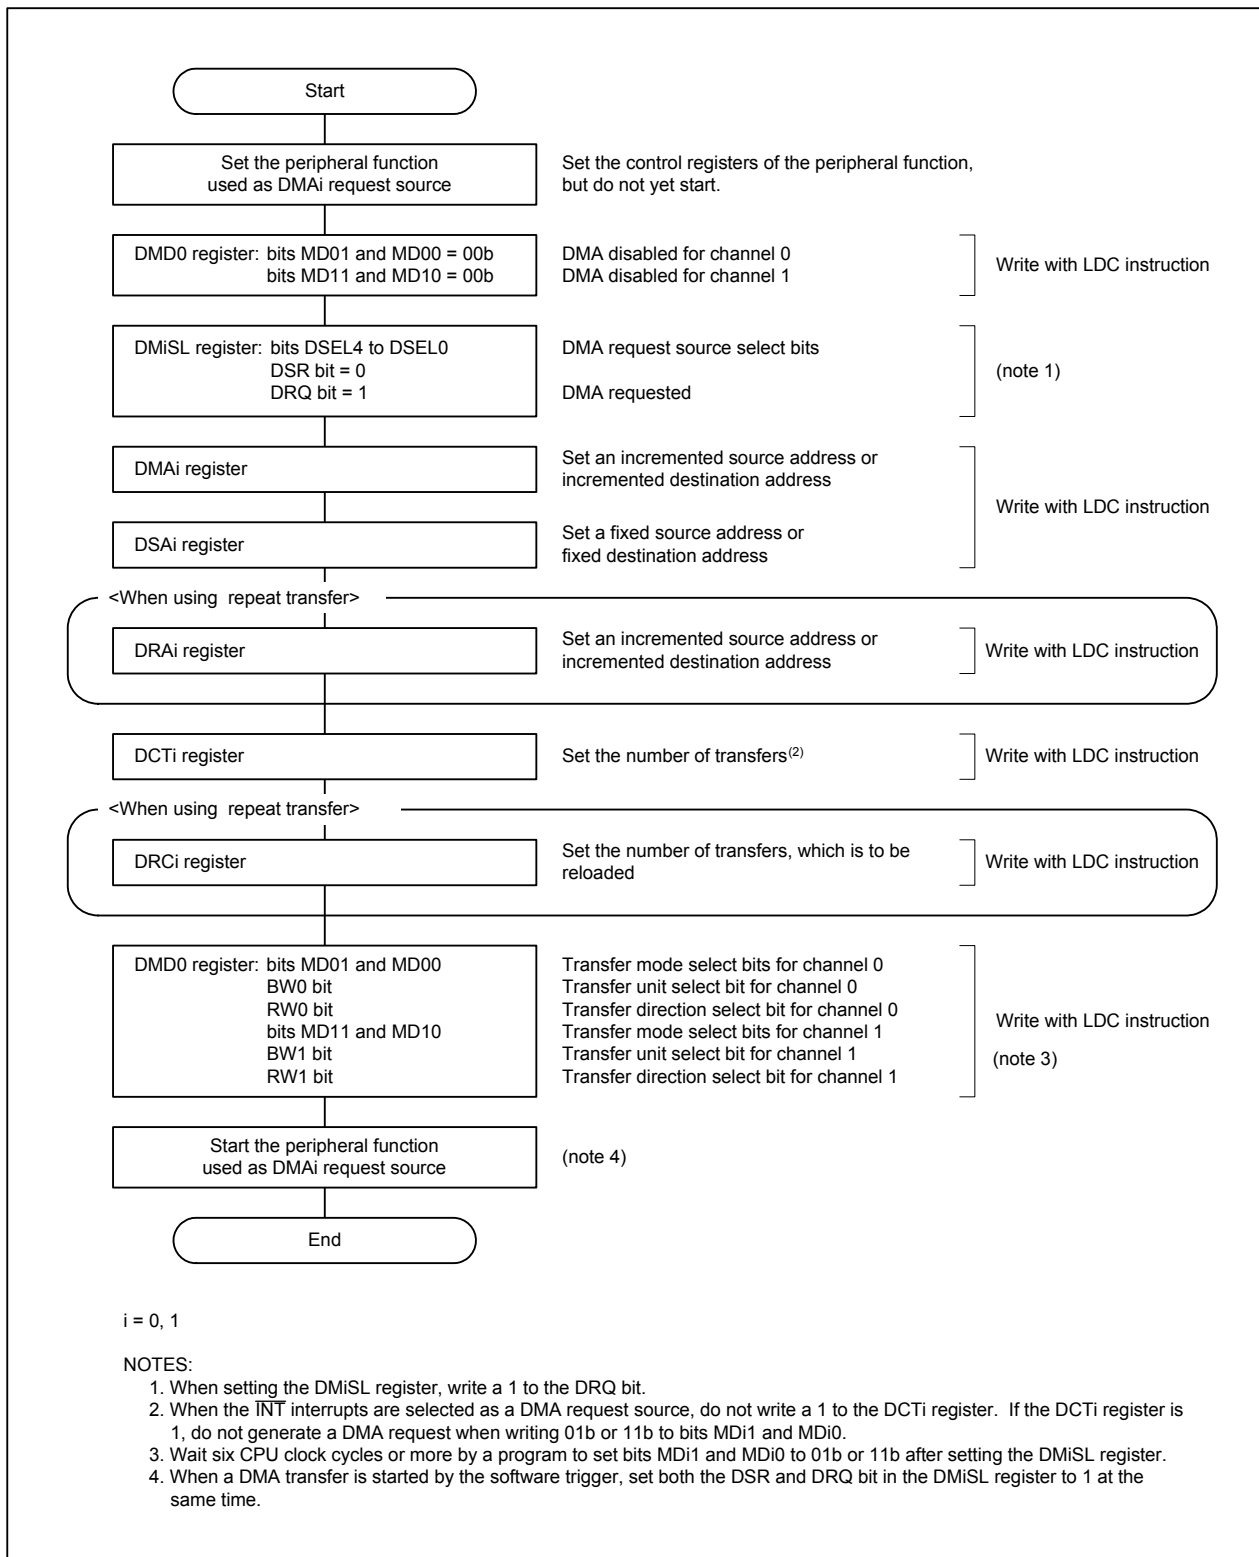 Start
Set the peripheral function
used as DMAi request source
Set the control registers of the peripheral function,
but do not yet start.
DMD0 register: bits MD01 and MD00 = 00b
bits MD11 and MD10 = 00b
DMA disabled for channel 0
DMA disabled for channel 1
Write with LDC instruction
DMiSL register: bits DSEL4 to DSEL0
DSR bit = 0
DRQ bit = 1
DMA request source select bits
DMA requested
(note 1)
DMAi register
Set an incremented source address or
incremented destination address
DSAi register
Set a fixed source address or
fixed destination address
Write with LDC instruction
<When using repeat transfer>
DRAi register
Set an incremented source address or
incremented destination address
Write with LDC instruction
DCTi register
Set the number of transfers(2)
Write with LDC instruction
<When using repeat transfer>
DRCi register
Set the number of transfers, which is to be
reloaded
Write with LDC instruction
DMD0 register: bits MD01 and MD00
BW0 bit
RW0 bit
bits MD11 and MD10
BW1 bit
RW1 bit
Transfer mode select bits for channel 0
Transfer unit select bit for channel 0
Transfer direction select bit for channel 0
Transfer mode select bits for channel 1
Transfer unit select bit for channel 1
Transfer direction select bit for channel 1
Write with LDC instruction
(note 3)
Start the peripheral function
used as DMAi request source
(note 4)
End
i = 0, 1
NOTES:
1. When setting the DMiSL register, write a 1 to the DRQ bit.
2. When the INT interrupts are selected as a DMA request source, do not write a 1 to the DCTi register. If the DCTi register is
1, do not generate a DMA request when writing 01b or 11b to bits MDi1 and MDi0.
3. Wait six CPU clock cycles or more by a program to set bits MDi1 and MDi0 to 01b or 11b after setting the DMiSL register.
4. When a DMA transfer is started by the software trigger, set both the DSR and DRQ bit in the DMiSL register to 1 at the
same time.